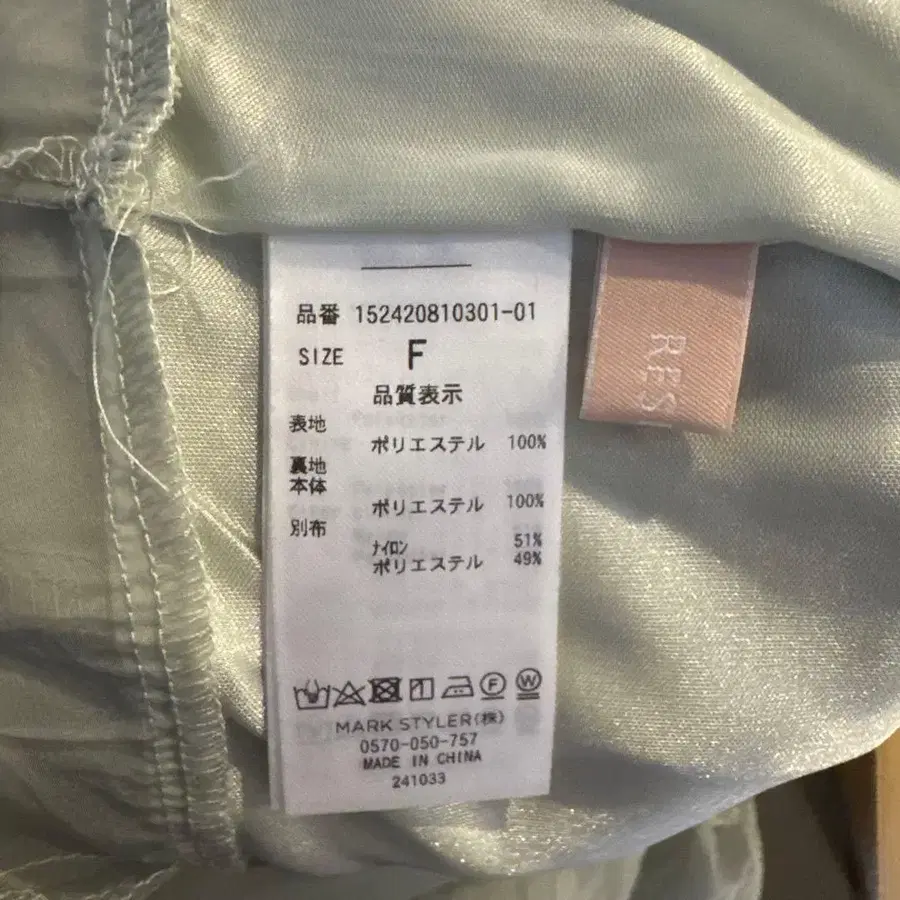 品番 152420810301-01
SIZE F
品質表示
表地
ポリエステル 100%
裏地
本体
ポリエステル 100%
別布
ナイロン 51%
ポリエステル 49%
F W
MARK STYLER(株)
0570-050-757
MADE IN CHINA
241033
RES